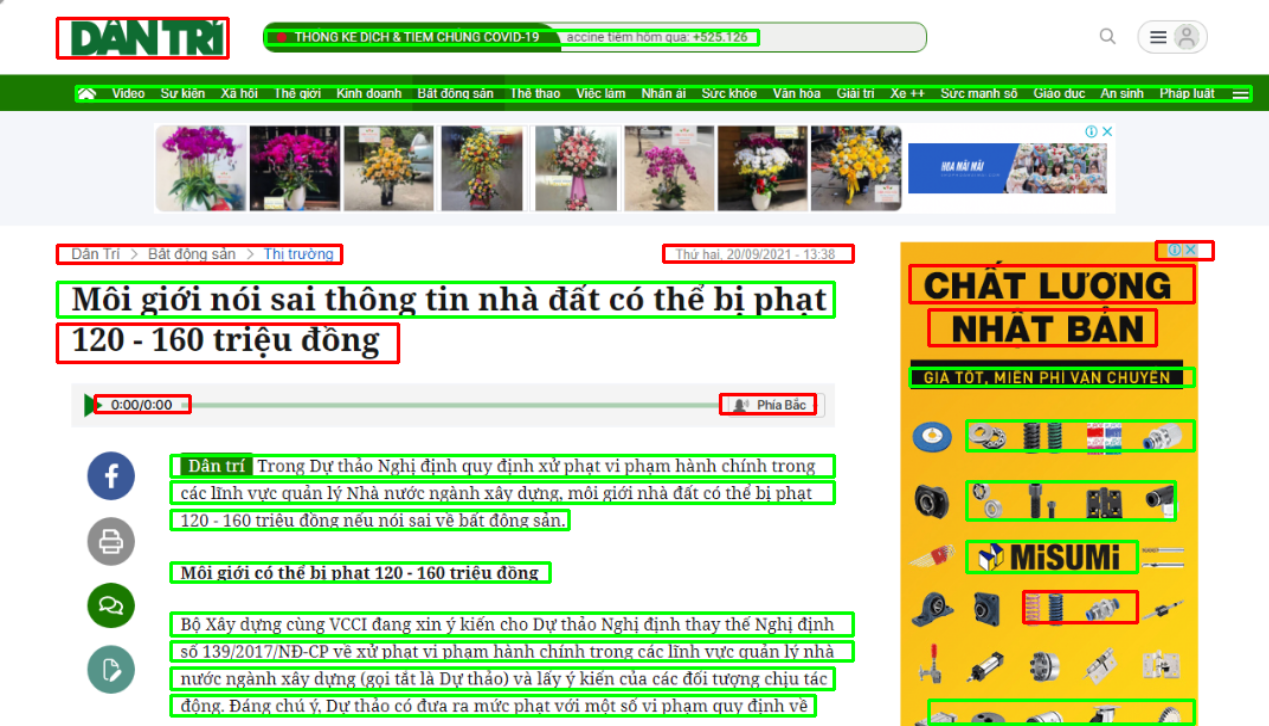 DÂN TRÍ
THỐNG KÊ DỊCH & TIÊM CHỦNG COVID-19 accine tiêm hôm qua: +525.126
Video Sự kiện Xã hội Thế giới Kinh doanh Bất động sản Thể thao Việc làm Nhân ái Sức khỏe Văn hóa Giải trí Xe ++ Sức mạnh số Giáo dục An sinh Pháp luật
HOA MÃI MÃI
Dân Trí > Bất động sản > Thị trường
Thứ hai, 20/09/2021 - 13:38
Môi giới nói sai thông tin nhà đất có thể bị phạt
120 - 160 triệu đồng
0:00/0:00
Phía Bắc
Dân trí Trong Dự thảo Nghị định quy định xử phạt vi phạm hành chính trong
các lĩnh vực quản lý Nhà nước ngành xây dựng, môi giới nhà đất có thể bị phạt
120 - 160 triệu đồng nếu nói sai về bất động sản.
Môi giới có thể bị phạt 120 - 160 triệu đồng
Bộ Xây dựng cùng VCCI đang xin ý kiến cho Dự thảo Nghị định thay thế Nghị định
số 139/2017/NĐ-CP về xử phạt vi phạm hành chính trong các lĩnh vực quản lý nhà
nước ngành xây dựng (gọi tắt là Dự thảo) và lấy ý kiến của các đối tượng chịu tác
động. Đáng chú ý, Dự thảo có đưa ra mức phạt với một số vi phạm quy định về
CHẤT LƯỢNG
NHẬT BẢN
GIÁ TỐT, MIỄN PHÍ VẬN CHUYỂN
MiSUMi